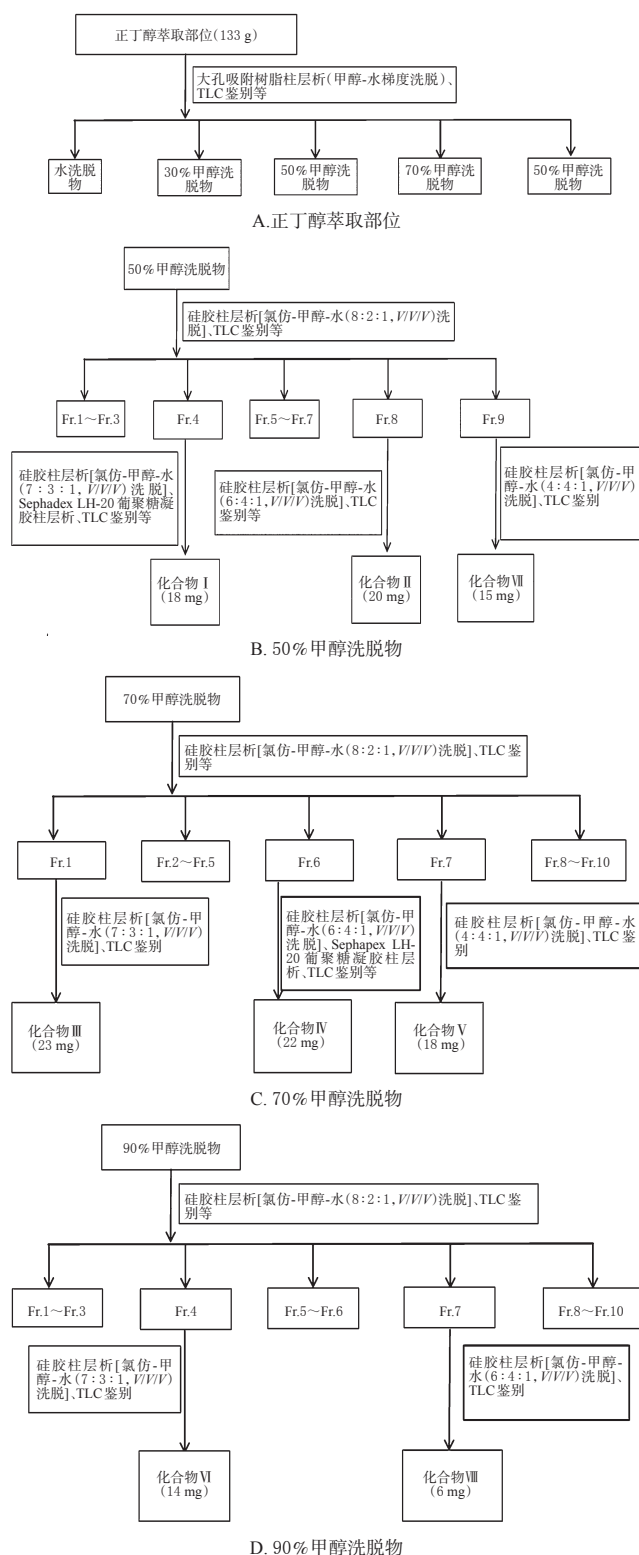 正丁醇萃取部位(133 g)
大孔吸附树脂柱层析(甲醇-水梯度洗脱)、
TLC鉴别等
水洗脱
物
30%甲醇洗
脱物
50%甲醇洗
脱物
70%甲醇洗
脱物
50%甲醇洗
脱物
A.正丁醇萃取部位
50%甲醇洗脱物
硅胶柱层析[氯仿-甲醇-水(8:2:1,V/V/V)洗
脱]、TLC鉴别等
Fr.1～Fr.3
Fr.4
Fr.5～Fr.7
Fr.8
Fr.9
硅胶柱层析[氯仿-甲醇-水
(7:3:1,V/V/V)洗脱]、
Sephadex LH-20葡聚糖凝
胶柱层析、TLC鉴别等
硅胶柱层析[氯仿-甲醇-水
(6:4:1,V/V/V)洗脱]、TLC
鉴别等
硅胶柱层析[氯仿-甲
醇-水(4:4:1,V/V/V)
洗脱]、TLC鉴别
化合物Ⅰ
(18 mg)
化合物Ⅱ
(20 mg)
化合物Ⅶ
(15 mg)
B. 50%甲醇洗脱物
70%甲醇洗脱物
硅胶柱层析[氯仿-甲醇-水(8:2:1,V/V/V)洗脱]、TLC鉴
别等
Fr.1
Fr.2～Fr.5
Fr.6
Fr.7
Fr.8～Fr.10
硅胶柱层析[氯仿-甲
醇-水(7:3:1,V/V/V)
洗脱]、TLC鉴别
硅胶柱层析[氯仿-甲
醇-水(6:4:1,V/V/V)
洗脱]、Sephapex LH-
20葡聚糖凝胶柱层
析、TLC鉴别等
硅胶柱层析[氯仿-甲醇-水
(4:4:1,V/V/V)洗脱]、TLC鉴
别
化合物Ⅲ
(23 mg)
化合物Ⅳ
(22 mg)
化合物Ⅴ
(18 mg)
C. 70%甲醇洗脱物
90%甲醇洗脱物
硅胶柱层析[氯仿-甲醇-水(8:2:1,V/V/V)洗脱]、TLC鉴
别等
Fr.1～Fr.3
Fr.4
Fr.5～Fr.6
Fr.7
Fr.8～Fr.10
硅胶柱层析[氯仿-甲
醇-水(7:3:1,V/V/V)
洗脱]、TLC鉴别
硅胶柱层析[氯仿-甲醇-
水(6:4:1,V/V/V)洗脱]、
TLC鉴别
化合物Ⅵ
(14 mg)
化合物Ⅷ
(6 mg)
D. 90%甲醇洗脱物